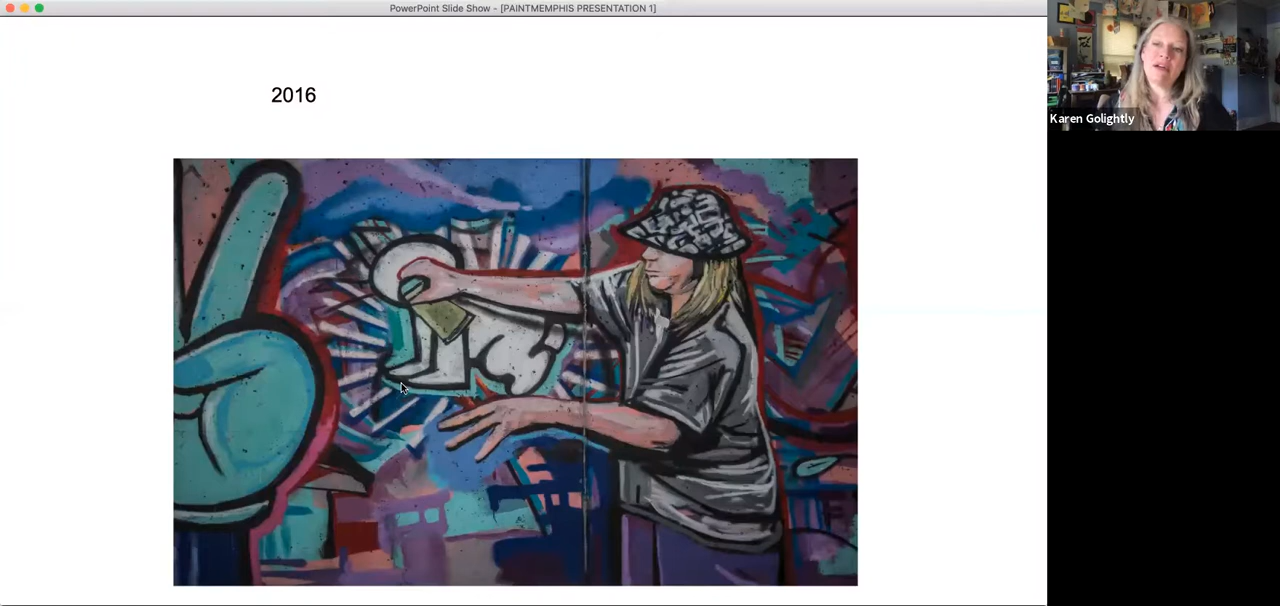 PowerPoint Slide Show - [PAINTMEMPHIS PRESENTATION 1]
2016
Karen Golightly